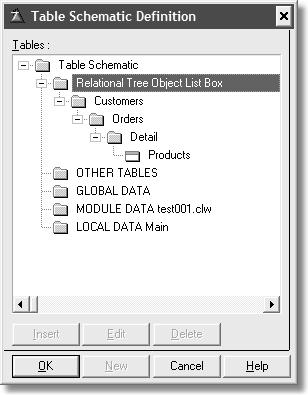 Table Schematic Definition
Tables :
Table Schematic
Relational Tree Object List Box
Customers
Orders
Detail
Products
OTHER TABLES
GLOBAL DATA
MODULE DATA test001.clw
LOCAL DATA Main
Insert Edit Delete
OK New Cancel Help